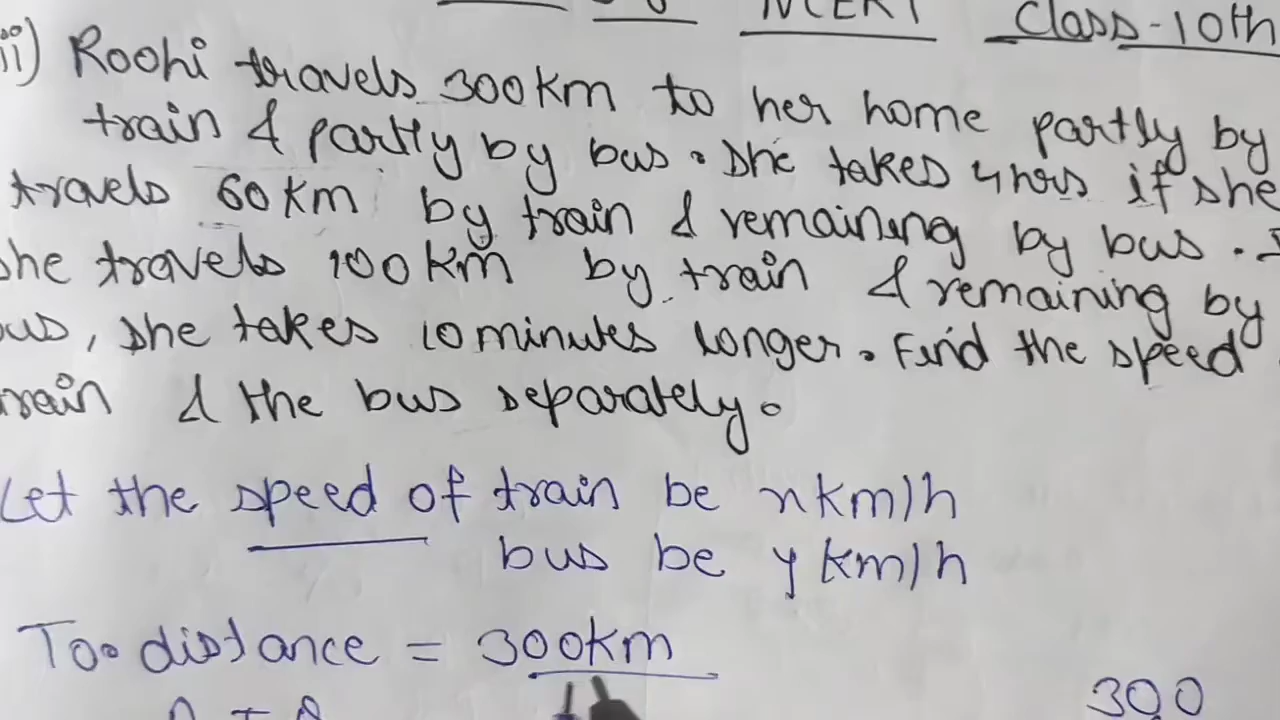 NCERT Class-10th
ii) Roohi travels 300km to her home partly by
train & partly by bus. She takes 4hrs if she
travels 60km by train & remaining by bus.
she travels 100km by train & remaining by
bus, she takes 10 minutes longer. Find the speed
train & the bus separately.
Let the speed of train be x km/h
bus be y km/h
To. distance = 300km
300